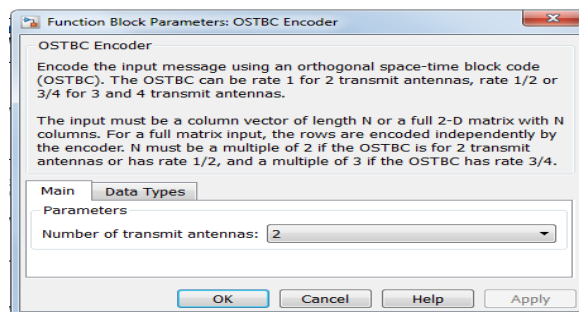 Function Block Parameters: OSTBC Encoder
OSTBC Encoder
Encode the input message using an orthogonal space-time block code
(OSTBC). The OSTBC can be rate 1 for 2 transmit antennas, rate 1/2 or
3/4 for 3 and 4 transmit antennas.
The input must be a column vector of length N or a full 2-D matrix with N
columns. For a full matrix input, the rows are encoded independently by
the encoder. N must be a multiple of 2 if the OSTBC is for 2 transmit
antennas or has rate 1/2, and a multiple of 3 if the OSTBC has rate 3/4.
Main Data Types
Parameters
Number of transmit antennas: 2
OK Cancel Help Apply